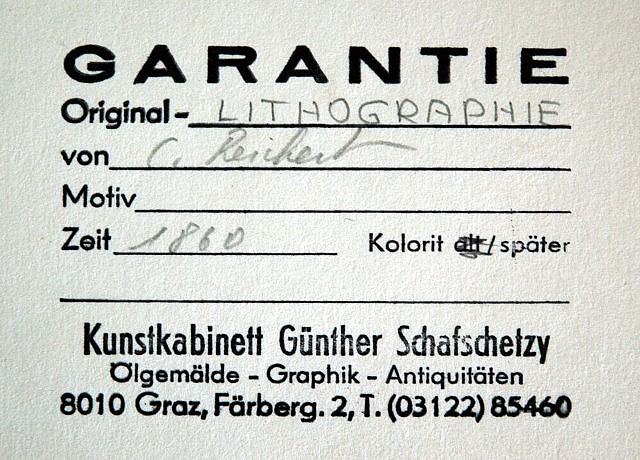 GARANTIE
Original- LITHOGRAPHIE
von C. Reichert
Motiv
Zeit 1860 Kolorit alt/später
Kunstkabinett Günther Schafschetzy
Ölgemälde - Graphik - Antiquitäten
8010 Graz, Färberg. 2, T. (03122) 85460